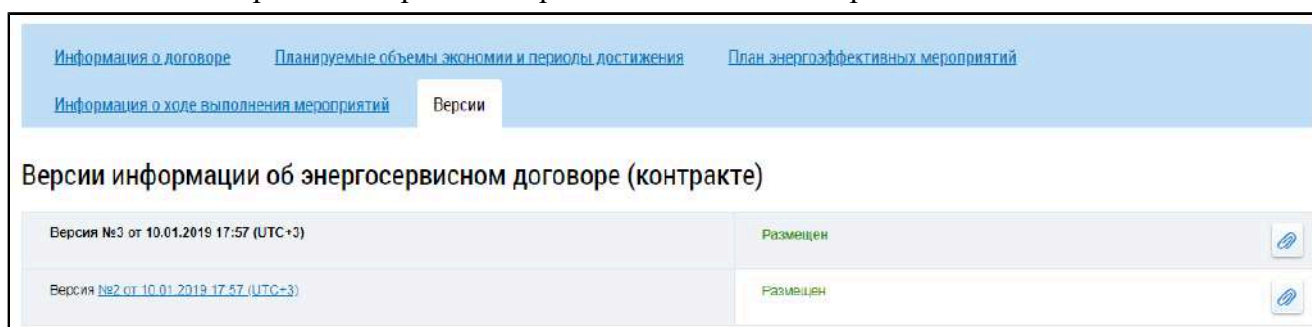 Информация о договоре Планируемые объемы экономии и периоды достижения План энергоэффективных мероприятий
Информация о ходе выполнения мероприятий Версии
Версии информации об энергосервисном договоре (контракте)
Версия №3 от 10.01.2019 17:57 (UTC+3) Размещен
Версия №2 от 10.01.2019 17:57 (UTC+3) Размещен